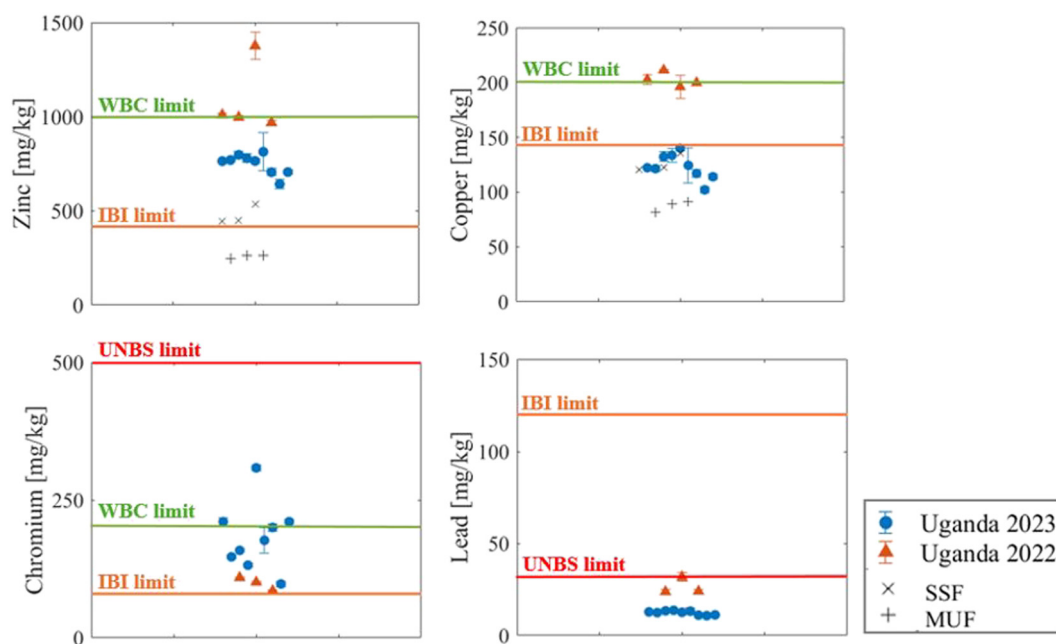 1500
1000
500
0
Zinc [mg/kg]
WBC limit
IBI limit
250
200
150
100
50
0
Copper [mg/kg]
WBC limit
IBI limit
500
250
0
Chromium [mg/kg]
UNBS limit
WBC limit
IBI limit
150
100
50
0
Lead [mg/kg]
IBI limit
UNBS limit
Uganda 2023
Uganda 2022
SSF
MUF